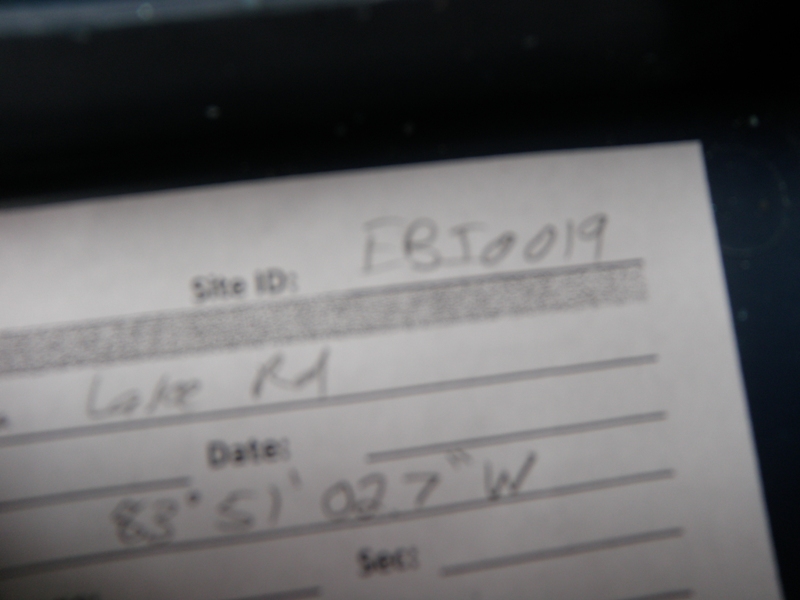 Site ID: EBJ0019
Lake Rd
Date:
83° 51' 02.7" W
Sec: